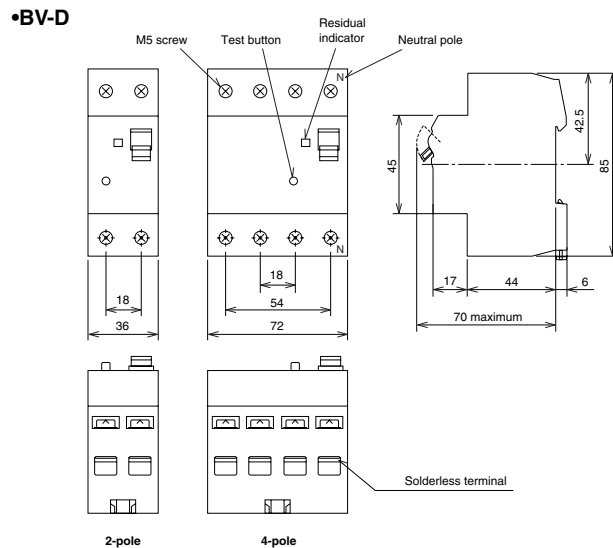 •BV-D
M5 screw
Test button
Residual
indicator
Neutral pole
N
N
18
36
18
54
72
45
42.5
85
17
44
6
70 maximum
Solderless terminal
2-pole
4-pole